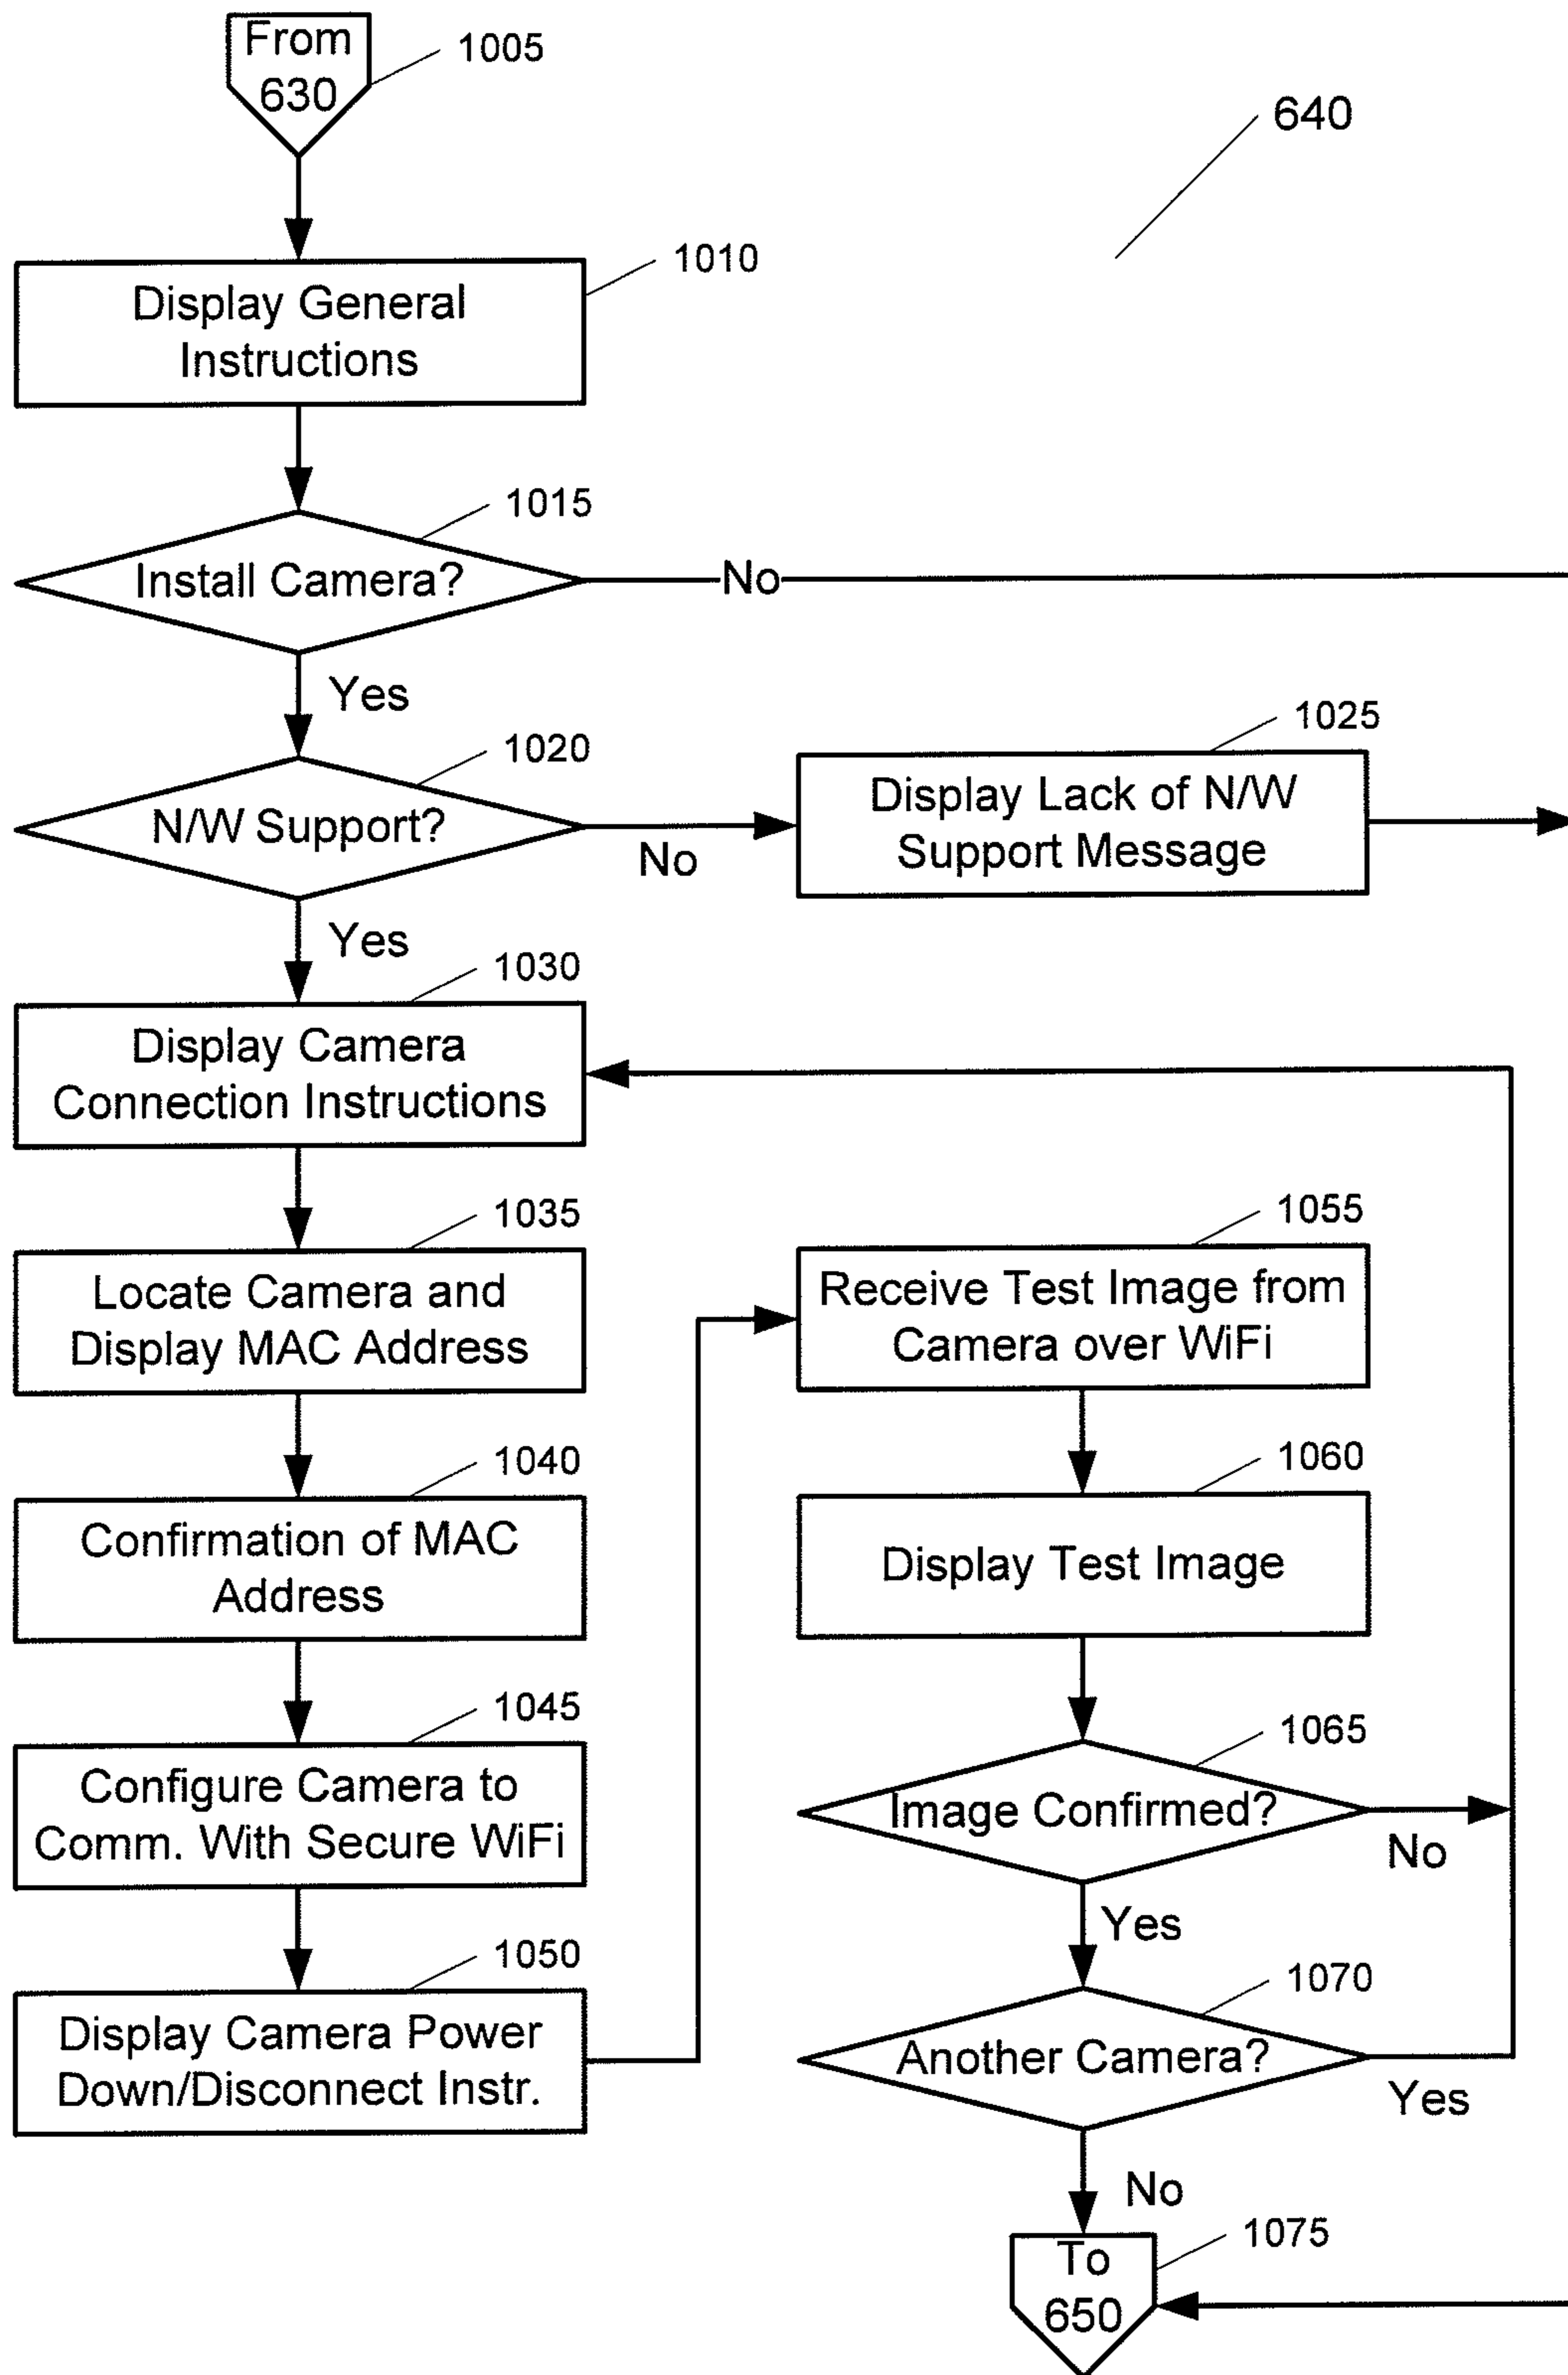 From
630
1005
640
1010
Display General
Instructions
1015
Install Camera?
No
Yes
1020
N/W Support?
No
1025
Display Lack of N/W
Support Message
Yes
1030
Display Camera
Connection Instructions
1035
Locate Camera and
Display MAC Address
1040
Confirmation of MAC
Address
1045
Configure Camera to
Comm. With Secure WiFi
1050
Display Camera Power
Down/Disconnect Instr.
1055
Receive Test Image from
Camera over WiFi
1060
Display Test Image
1065
Image Confirmed?
No
Yes
1070
Another Camera?
Yes
No
1075
To
650